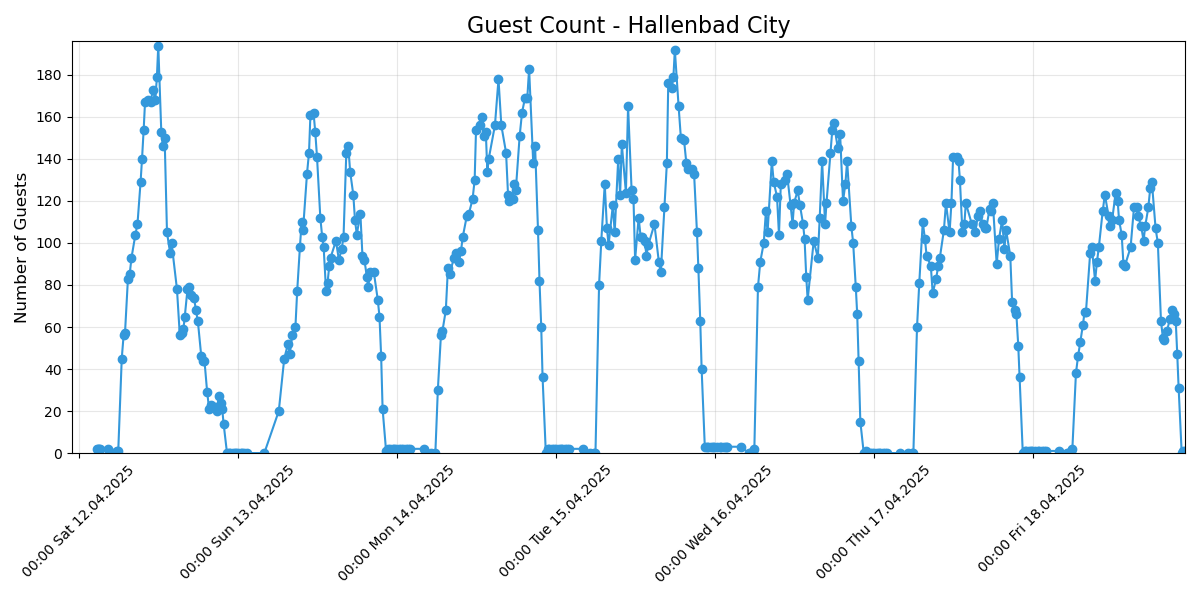 Guest Count - Hallenbad City
Number of Guests
180
160
140
120
100
80
60
40
20
0
00:00 Sat 12.04.2025
00:00 Sun 13.04.2025
00:00 Mon 14.04.2025
00:00 Tue 15.04.2025
00:00 Wed 16.04.2025
00:00 Thu 17.04.2025
00:00 Fri 18.04.2025